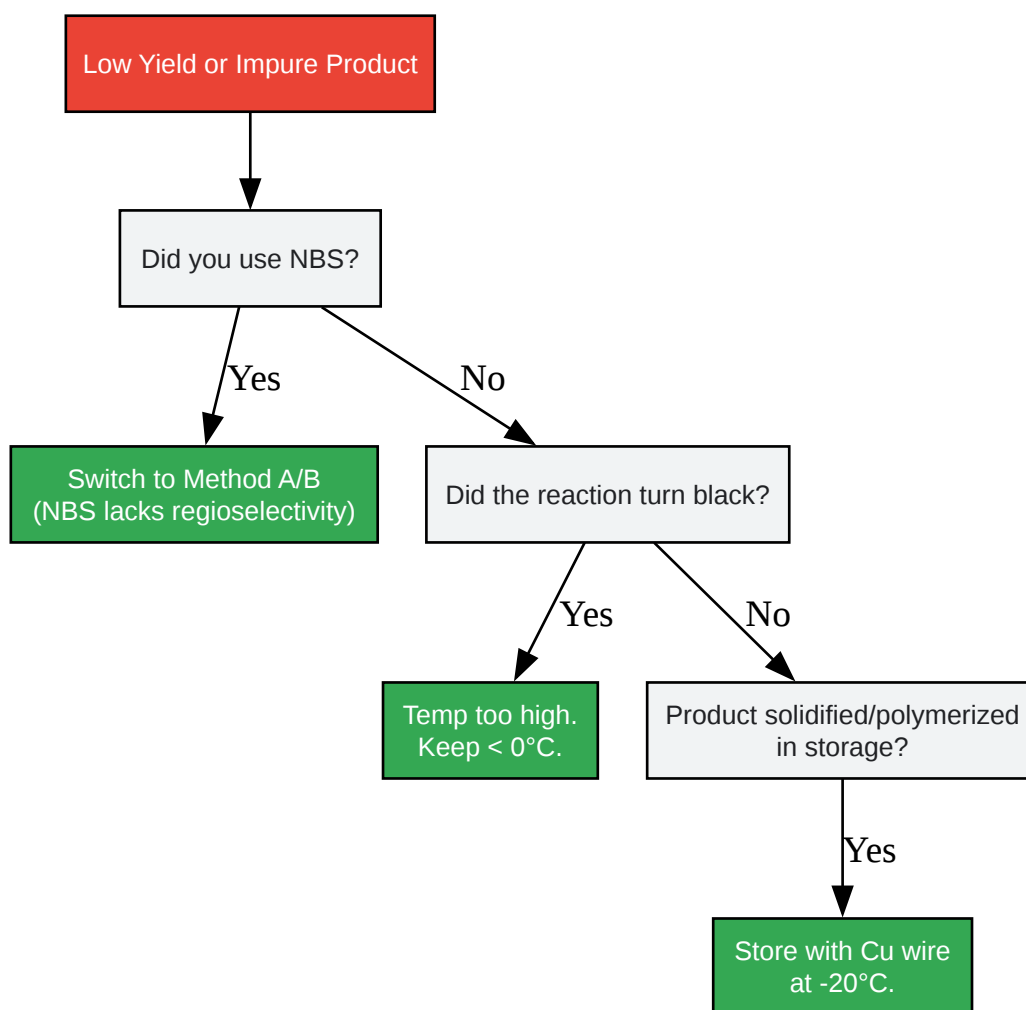 Low Yield or Impure Product
Did you use NBS?
Yes
No
Switch to Method A/B
(NBS lacks regioselectivity)
Did the reaction turn black?
Yes
No
Temp too high.
Keep < 0°C.
Product solidified/polymerized
in storage?
Yes
Store with Cu wire
at -20°C.